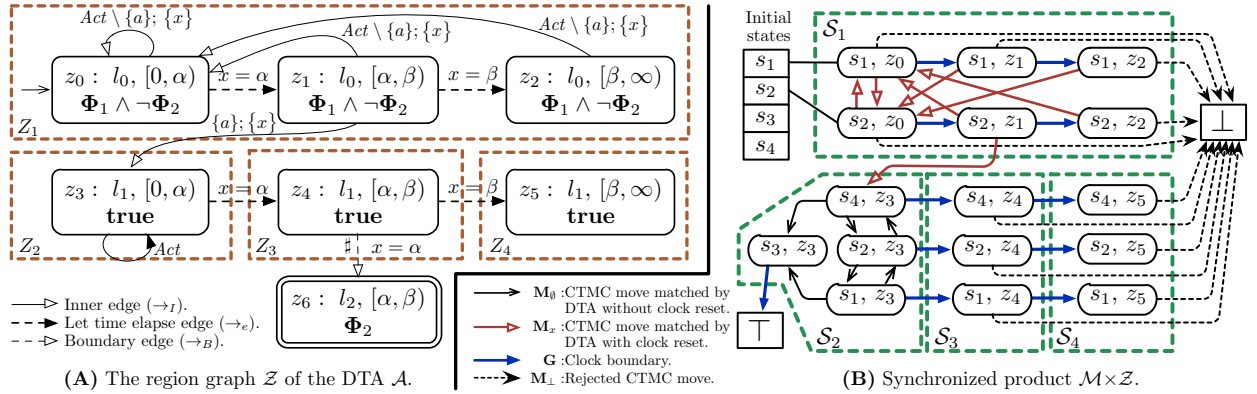 Act \ {a}; {x}
Act \ {a}; {x}
Act \ {a}; {x}
z₀ : l₀, [0, α)
Φ₁ ∧ ¬Φ₂
x = α
z₁ : l₀, [α, β)
Φ₁ ∧ ¬Φ₂
x = β
z₂ : l₀, [β, ∞)
Φ₁ ∧ ¬Φ₂
Z₁
{a}; {x}
z₃ : l₁, [0, α)
true
x = α
z₄ : l₁, [α, β)
true
x = β
z₅ : l₁, [β, ∞)
true
Z₂
Act
Z₃
Z₄
♯ x = α
z₆ : l₂, [α, β)
Φ₂
Inner edge (→I).
Let time elapse edge (→e).
Boundary edge (→B).
(A) The region graph 𝒵 of the DTA 𝒜.
M∅ :CTMC move matched by
DTA without clock reset.
Mx :CTMC move matched by
DTA with clock reset.
G :Clock boundary.
M⊥ :Rejected CTMC move.
Initial
states
s₁
s₂
s₃
s₄
𝒮₁
s₁, z₀
s₁, z₁
s₁, z₂
s₂, z₀
s₂, z₁
s₂, z₂
⊥
s₄, z₃
s₄, z₄
s₄, z₅
s₃, z₃
s₂, z₃
s₂, z₄
s₂, z₅
s₁, z₃
s₁, z₄
s₁, z₅
⊤
𝒮₂
𝒮₃
𝒮₄
(B) Synchronized product ℳ×𝒵.